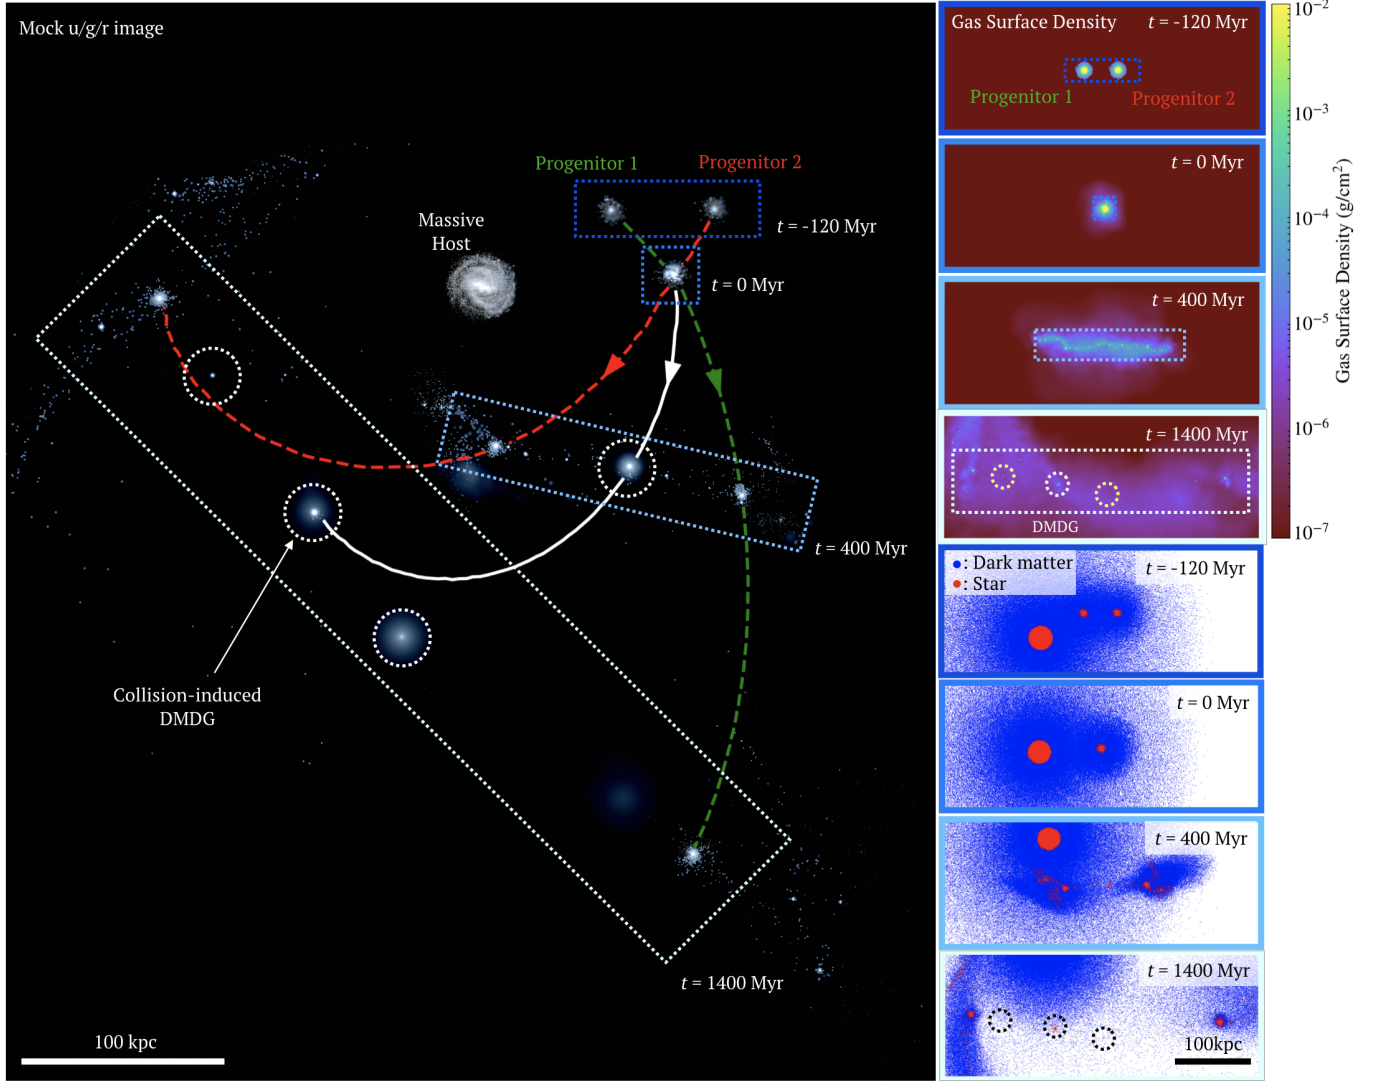 Mock u/g/r image
Progenitor 1
Progenitor 2
Massive
Host
t = -120 Myr
t = 0 Myr
t = 400 Myr
Collision-induced
DMDG
t = 1400 Myr
100 kpc
Gas Surface Density
t = -120 Myr
Progenitor 1
Progenitor 2
t = 0 Myr
t = 400 Myr
t = 1400 Myr
DMDG
10⁻²
10⁻³
10⁻⁴
10⁻⁵
10⁻⁶
10⁻⁷
Gas Surface Density (g/cm²)
: Dark matter
: Star
t = -120 Myr
t = 0 Myr
t = 400 Myr
t = 1400 Myr
100kpc